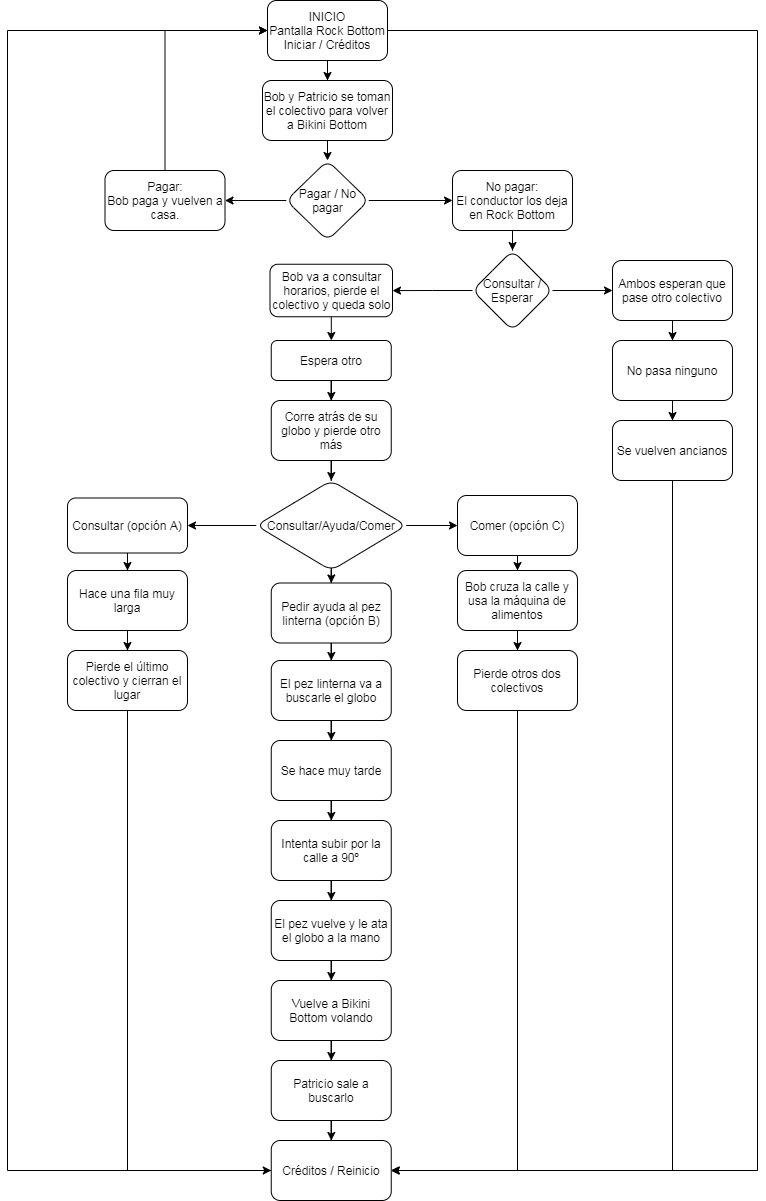 INICIO
Pantalla Rock Bottom
Iniciar / Créditos
Bob y Patricio se toman
el colectivo para volver
a Bikini Bottom
Pagar:
Bob paga y vuelven a
casa.
Pagar / No
pagar
No pagar:
El conductor los deja
en Rock Bottom
Bob va a consultar
horarios, pierde el
colectivo y queda solo
Consultar /
Esperar
Ambos esperan que
pase otro colectivo
Espera otro
No pasa ninguno
Corre atrás de su
globo y pierde otro
más
Se vuelven ancianos
Consultar (opción A)
Consultar/Ayuda/Comer
Comer (opción C)
Hace una fila muy
larga
Pedir ayuda al pez
linterna (opción B)
Bob cruza la calle y
usa la máquina de
alimentos
Pierde el último
colectivo y cierran el
lugar
El pez linterna va a
buscarle el globo
Pierde otros dos
colectivos
Se hace muy tarde
Intenta subir por la
calle a 90º
El pez vuelve y le ata
el globo a la mano
Vuelve a Bikini
Bottom volando
Patricio sale a
buscarlo
Créditos / Reinicio